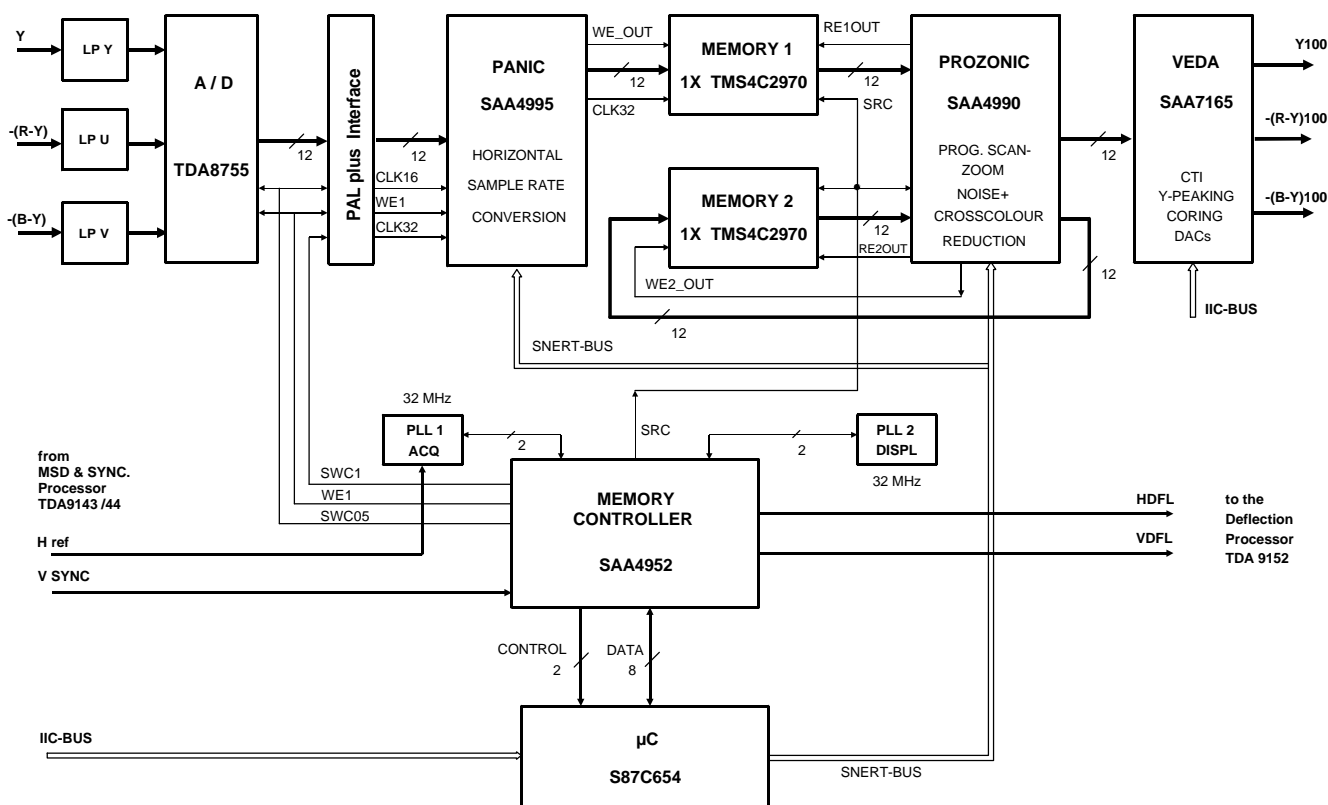 Y
LP Y
-(R-Y)
LP U
-(B-Y)
LP V
A / D
TDA8755
12
PAL plus Interface
12
CLK16
WE1
CLK32
PANIC
SAA4995
HORIZONTAL
SAMPLE RATE
CONVERSION
WE_OUT
12
CLK32
MEMORY 1
1X TMS4C2970
RE1OUT
12
SRC
MEMORY 2
1X TMS4C2970
12
RE2OUT
WE2_OUT
12
PROZONIC
SAA4990
PROG. SCAN-
ZOOM
NOISE+
CROSSCOLOUR
REDUCTION
12
12
VEDA
SAA7165
CTI
Y-PEAKING
CORING
DACs
Y100
-(R-Y)100
-(B-Y)100
IIC-BUS
SNERT-BUS
32 MHz
PLL 1
ACQ
2
SRC
2
PLL 2
DISPL
32 MHz
from
MSD & SYNC.
Processor
TDA9143 /44
SWC1
WE1
SWC05
H ref
V SYNC
MEMORY
CONTROLLER
SAA4952
HDFL
VDFL
to the
Deflection
Processor
TDA 9152
CONTROL
2
DATA
8
IIC-BUS
µC
S87C654
SNERT-BUS